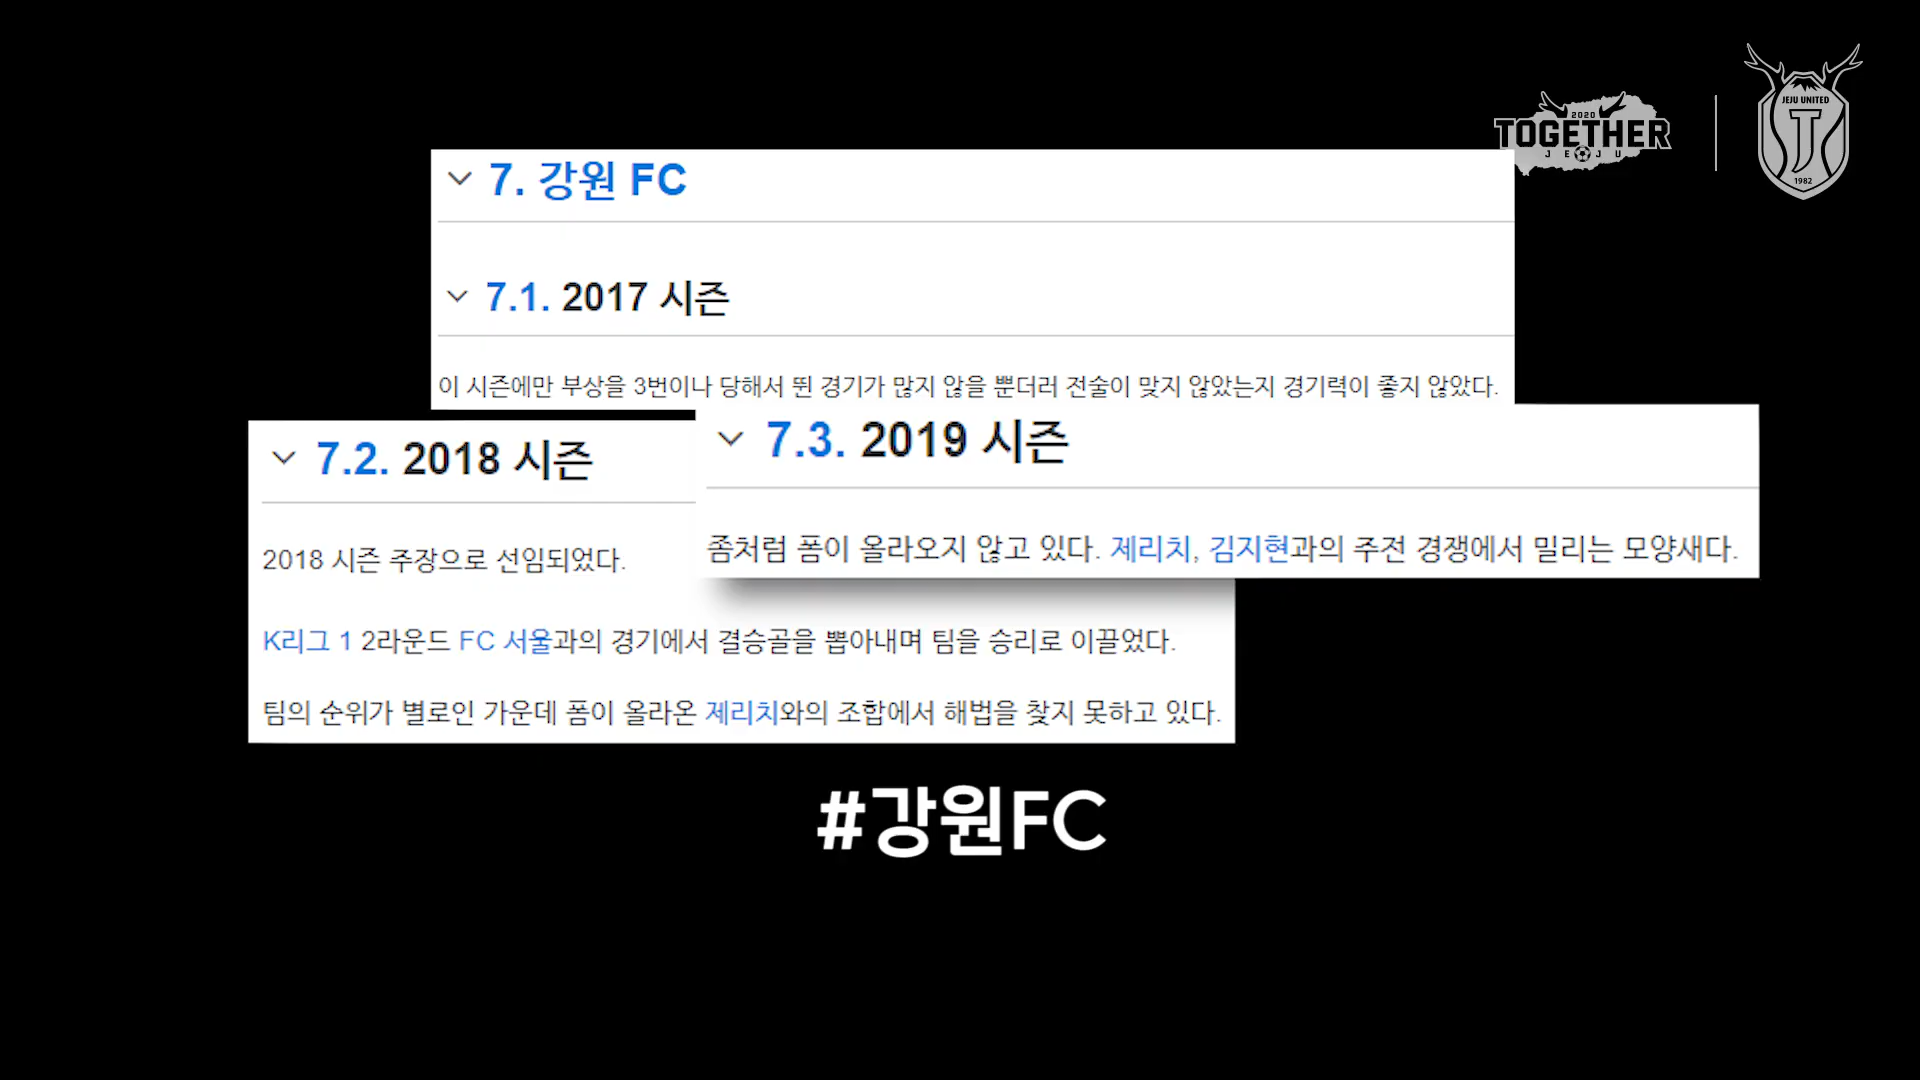 2020
TOGETHER
JEJU
JEJU UNITED
J
1982
7. 강원 FC
7.1. 2017 시즌
이 시즌에만 부상을 3번이나 당해서 뛴 경기가 많지 않을 뿐더러 전술이 맞지 않았는지 경기력이 좋지 않았다.
7.2. 2018 시즌
2018 시즌 주장으로 선임되었다.
K리그 1 2라운드 FC 서울과의 경기에서 결승골을 뽑아내며 팀을 승리로 이끌었다.
팀의 순위가 별로인 가운데 폼이 올라온 제리치와의 조합에서 해법을 찾지 못하고 있다.
7.3. 2019 시즌
좀처럼 폼이 올라오지 않고 있다. 제리치, 김지현과의 주전 경쟁에서 밀리는 모양새다.
#강원FC